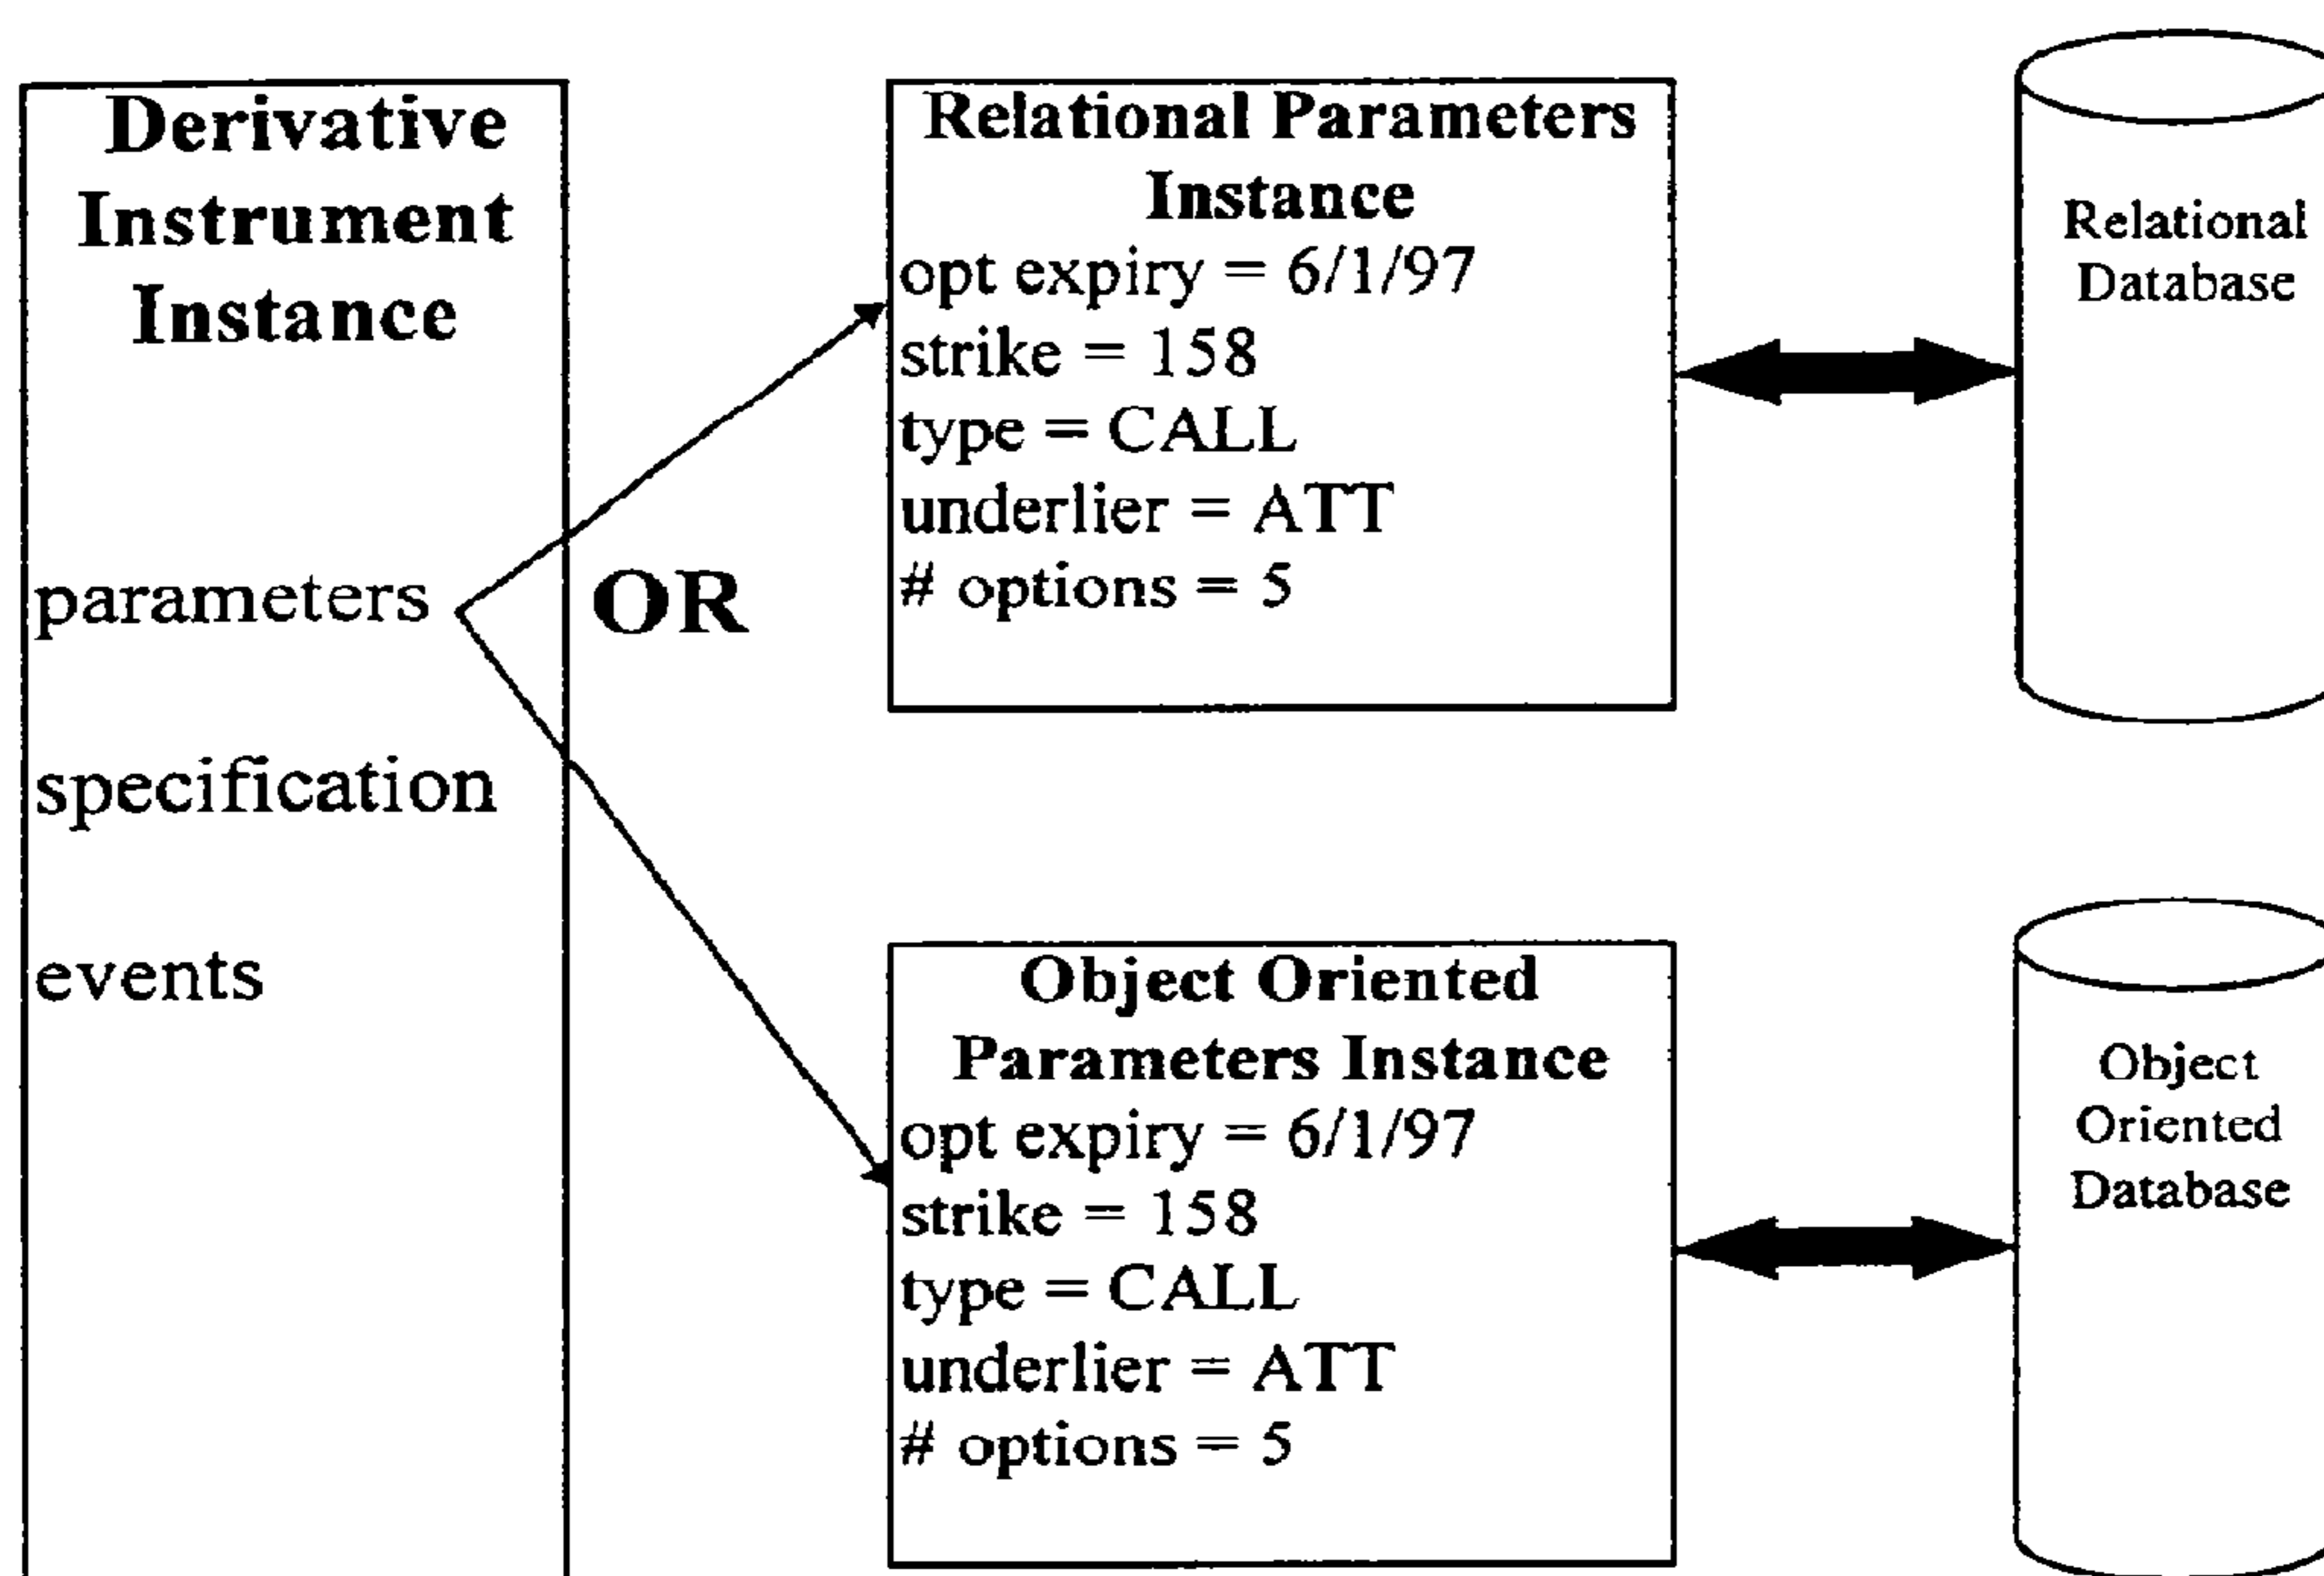 Derivative
Instrument
Instance
parameters
specification
events
OR
Relational Parameters
Instance
opt expiry = 6/1/97
strike = 158
type = CALL
underlier = ATT
# options = 5
Relational
Database
Object Oriented
Parameters Instance
opt expiry = 6/1/97
strike = 158
type = CALL
underlier = ATT
# options = 5
Object
Oriented
Database